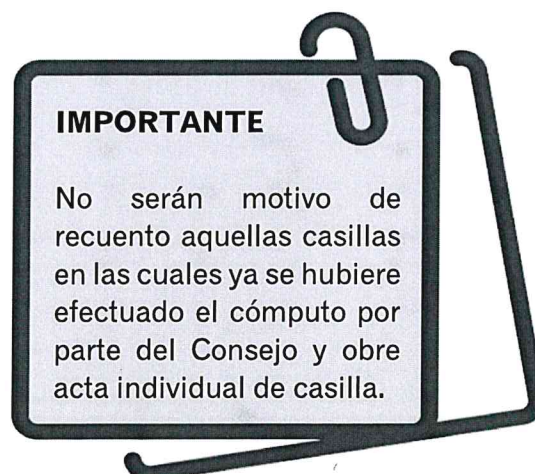 IMPORTANTE
No serán motivo de
recuento aquellas casillas
en las cuales ya se hubiere
efectuado el cómputo por
parte del Consejo y obre
acta individual de casilla.